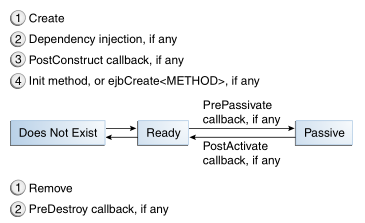 1 Create
2 Dependency injection, if any
3 PostConstruct callback, if any
4 Init method, or ejbCreate<METHOD>, if any
PrePassivate
callback, if any
Does Not Exist
Ready
Passive
PostActivate
callback, if any
1 Remove
2 PreDestroy callback, if any